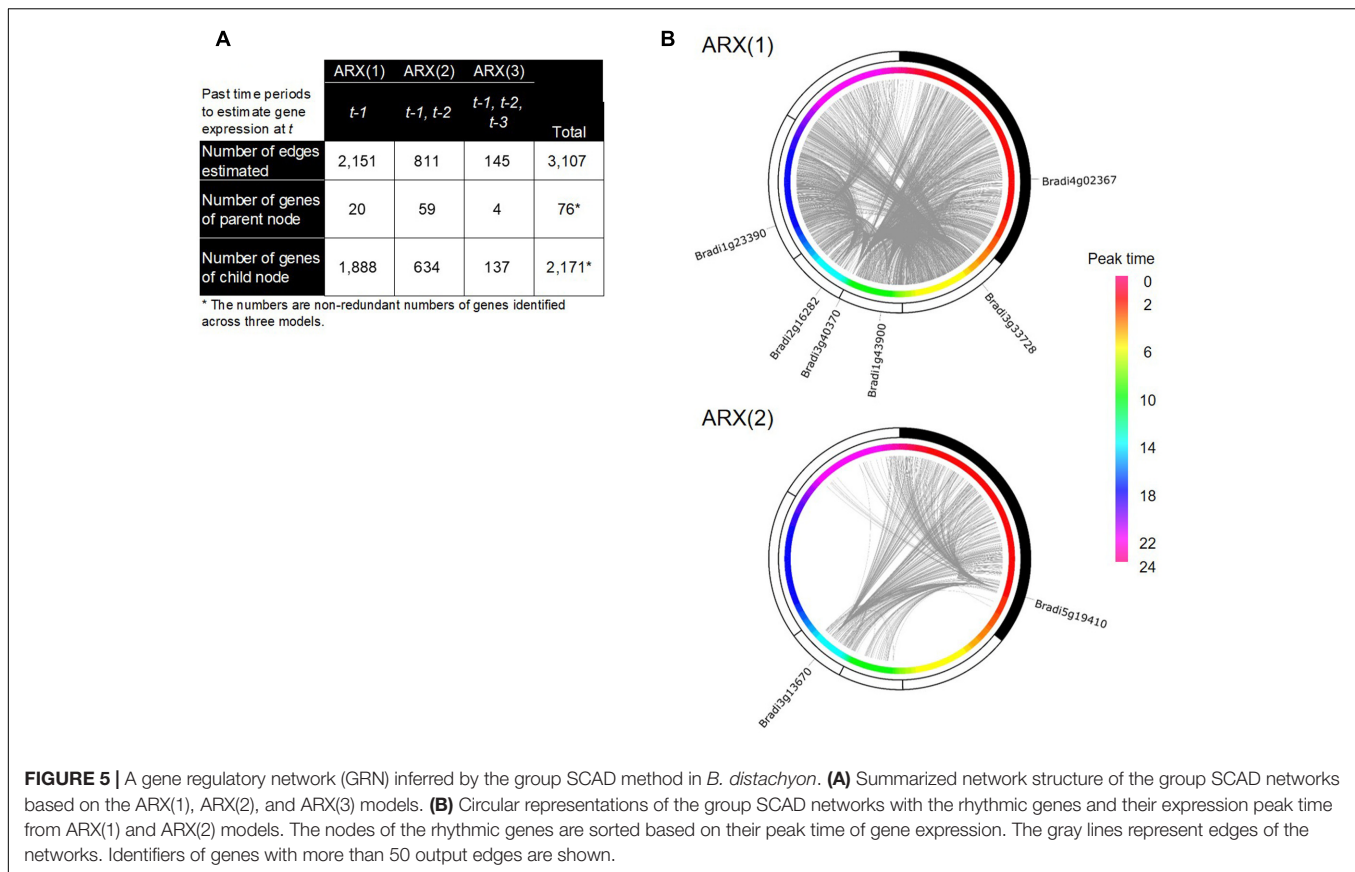 A
ARX(1) ARX(2) ARX(3)
Past time periods
to estimate gene
expression at t
t-1 t-1, t-2 t-1, t-2,
t-3
Total
Number of edges
estimated
2,151 811 145 3,107
Number of genes
of parent node
20 59 4 76*
Number of genes
of child node
1,888 634 137 2,171*
* The numbers are non-redundant numbers of genes identified
across three models.
B
ARX(1)
Bradi4g02367
Bradi1g23390
Bradi2g16282
Bradi3g40370
Bradi1g43900
Bradi3g33728
Peak time
0
2
6
10
14
18
22
24
ARX(2)
Bradi5g19410
Bradi3g13670
FIGURE 5 | A gene regulatory network (GRN) inferred by the group SCAD method in B. distachyon. (A) Summarized network structure of the group SCAD networks
based on the ARX(1), ARX(2), and ARX(3) models. (B) Circular representations of the group SCAD networks with the rhythmic genes and their expression peak time
from ARX(1) and ARX(2) models. The nodes of the rhythmic genes are sorted based on their peak time of gene expression. The gray lines represent edges of the
networks. Identifiers of genes with more than 50 output edges are shown.